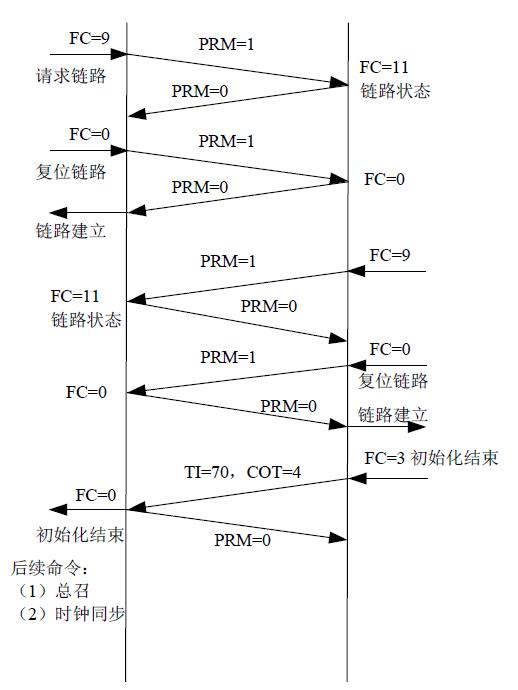 FC=9
PRM=1
请求链路
FC=11
链路状态
PRM=0
FC=0
PRM=1
复位链路
PRM=0
FC=0
链路建立
PRM=1
FC=9
FC=11
链路状态
PRM=0
PRM=1
FC=0
复位链路
FC=0
PRM=0
链路建立
FC=3 初始化结束
TI=70，COT=4
FC=0
初始化结束
PRM=0
后续命令：
（1）总召
（2）时钟同步